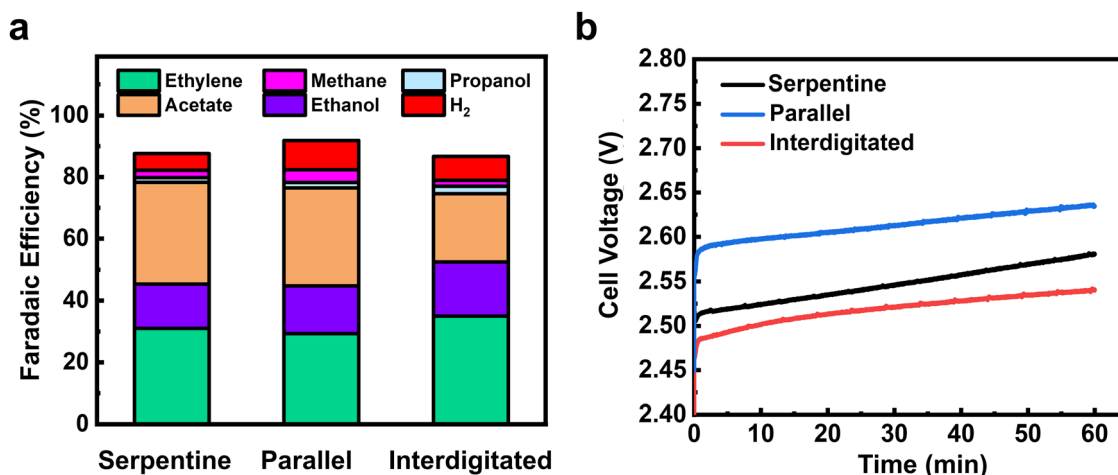 a
Faradaic Efficiency (%)
100
80
60
40
20
0
Ethylene Methane Propanol
Acetate Ethanol H₂
Serpentine Parallel Interdigitated
b
Cell Voltage (V)
2.80
2.75
2.70
2.65
2.60
2.55
2.50
2.45
2.40
Serpentine
Parallel
Interdigitated
0 10 20 30 40 50 60
Time (min)